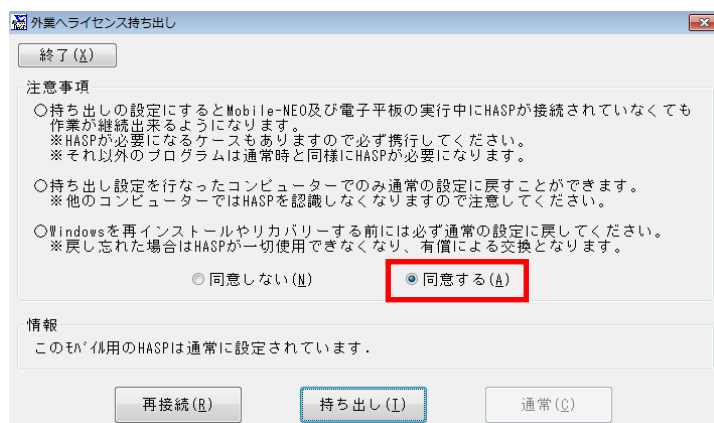 外業へライセンス持ち出し
終了(X)
注意事項
○持ち出しの設定にするとMobile-NEO及び電子平板の実行中にHASPが接続されていなくても
作業が継続出来るようになります。
※HASPが必要になるケースもありますので必ず携行してください。
※それ以外のプログラムは通常時と同様にHASPが必要になります。
○持ち出し設定を行なったコンピューターでのみ通常の設定に戻すことができます。
※他のコンピューターではHASPを認識しなくなりますので注意してください。
○Windowsを再インストールやリカバリーする前には必ず通常の設定に戻してください。
※戻し忘れた場合はHASPが一切使用できなくなり、有償による交換となります。
同意しない(N) 同意する(A)
情報
このﾓﾊﾞｲﾙ用のHASPは通常に設定されています.
再接続(R) 持ち出し(I) 通常(C)